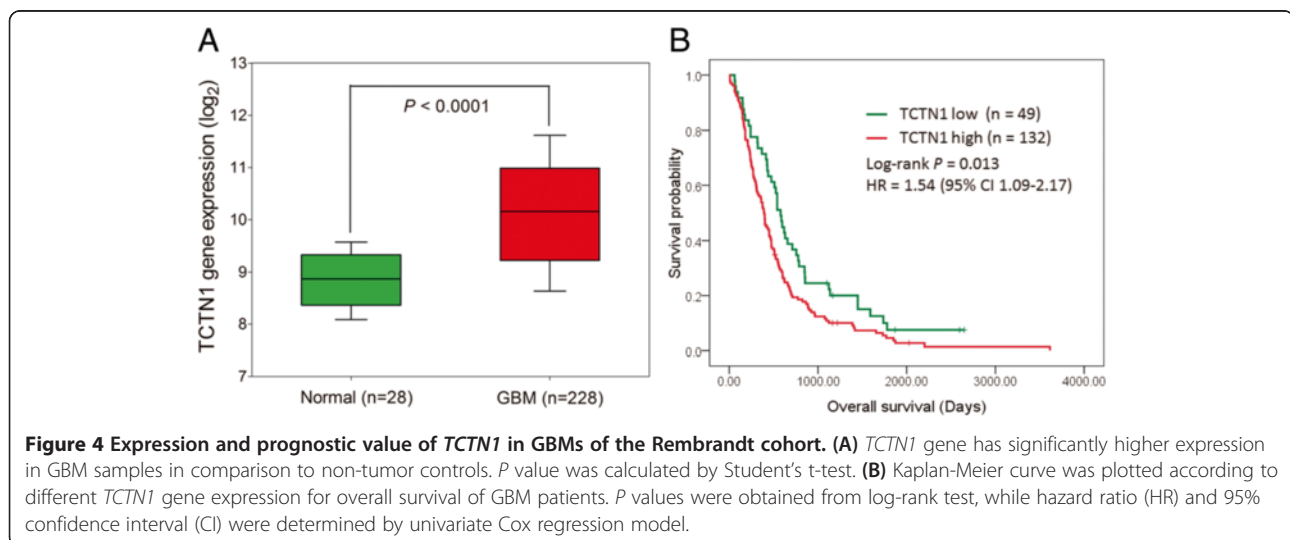 A
TCTN1 gene expression (log2)
13
12
11
10
9
8
7
P < 0.0001
Normal (n=28)
GBM (n=228)
B
Survival probability
1.0
0.8
0.6
0.4
0.2
0.0
TCTN1 low (n = 49)
TCTN1 high (n = 132)
Log-rank P = 0.013
HR = 1.54 (95% CI 1.09-2.17)
0.00
1000.00
2000.00
3000.00
4000.00
Overall survival (Days)
Figure 4 Expression and prognostic value of TCTN1 in GBMs of the Rembrandt cohort. (A) TCTN1 gene has significantly higher expression
in GBM samples in comparison to non-tumor controls. P value was calculated by Student's t-test. (B) Kaplan-Meier curve was plotted according to
different TCTN1 gene expression for overall survival of GBM patients. P values were obtained from log-rank test, while hazard ratio (HR) and 95%
confidence interval (CI) were determined by univariate Cox regression model.